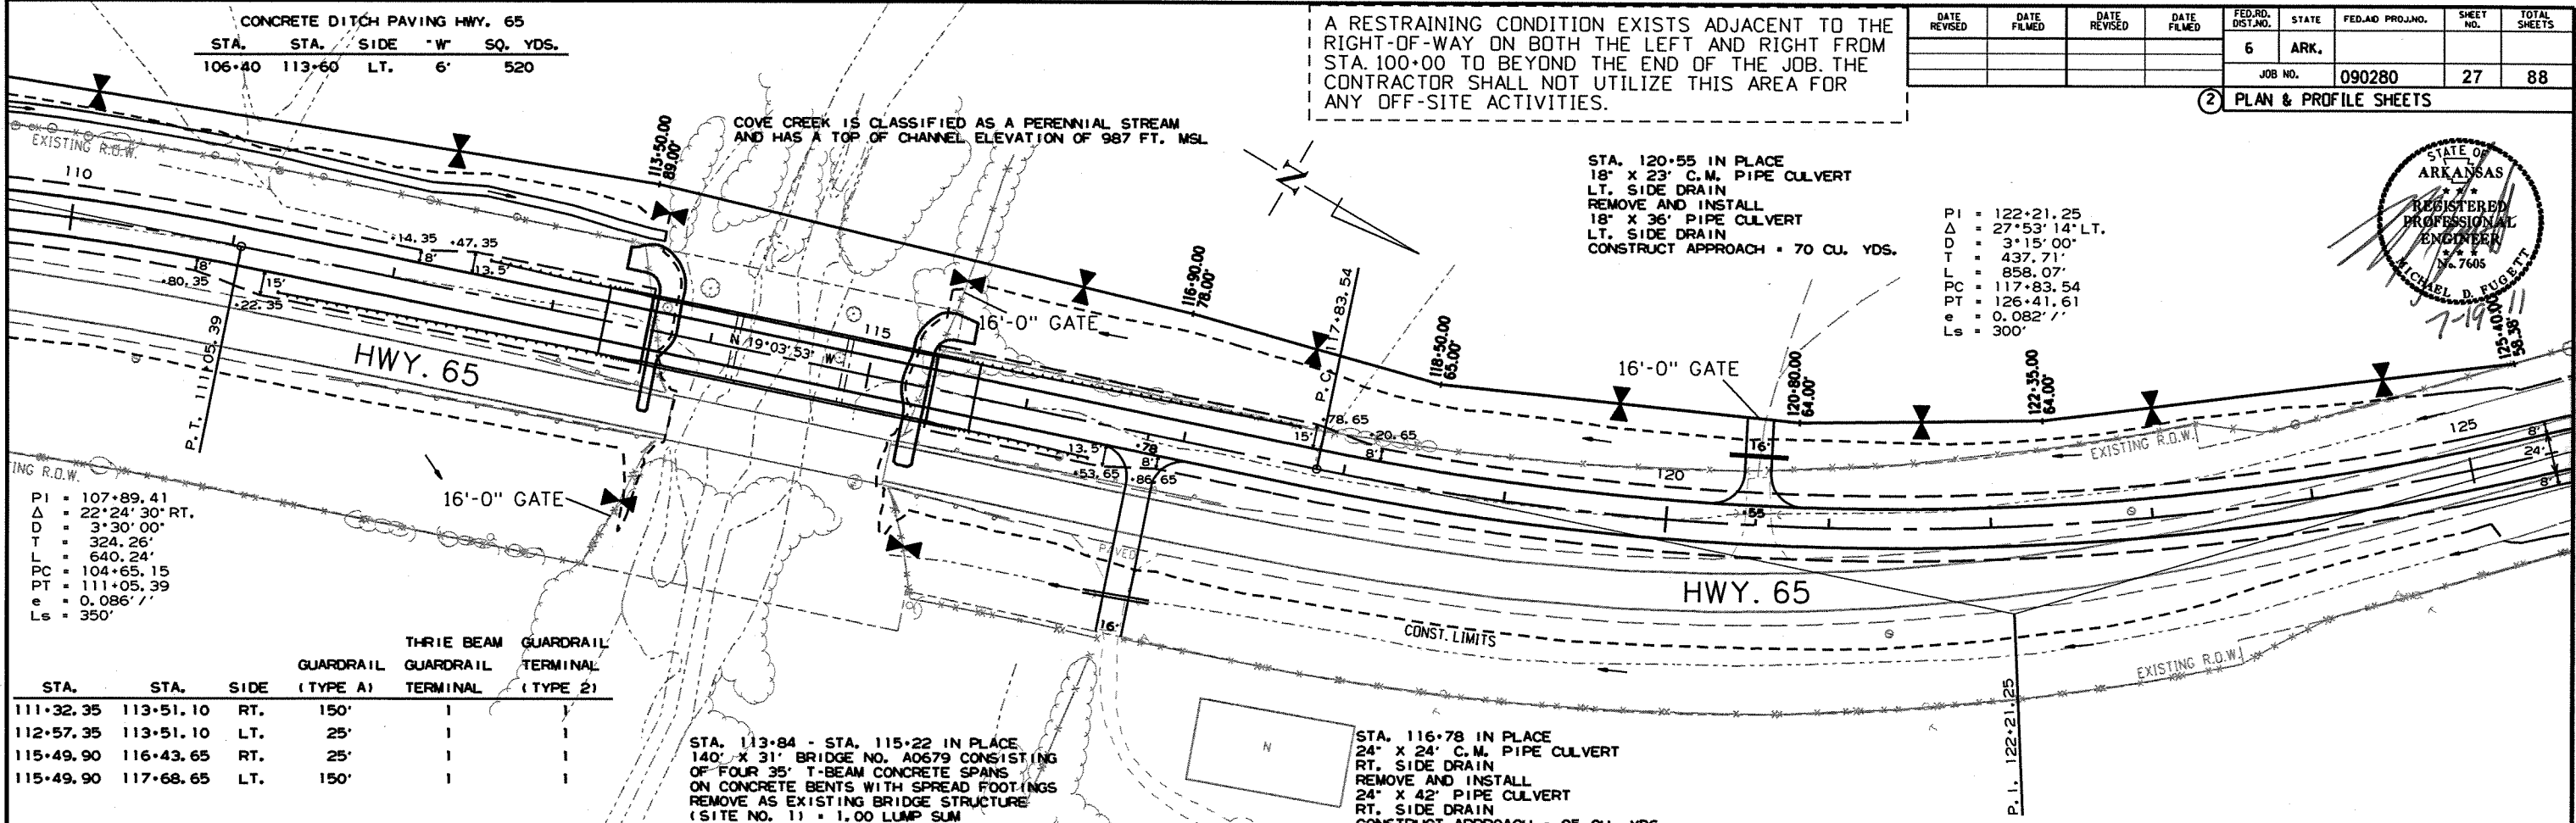 CONCRETE DITCH PAVING HWY. 65
STA. STA. SIDE "W" SQ. YDS.
106+40 113+60 LT. 6' 520
A RESTRAINING CONDITION EXISTS ADJACENT TO THE
RIGHT-OF-WAY ON BOTH THE LEFT AND RIGHT FROM
STA. 100+00 TO BEYOND THE END OF THE JOB. THE
CONTRACTOR SHALL NOT UTILIZE THIS AREA FOR
ANY OFF-SITE ACTIVITIES.
DATE REVISED DATE FILMED DATE REVISED DATE FILMED FED.RD. DIST.NO. STATE FED.AID PROJ.NO. SHEET NO. TOTAL SHEETS
6 ARK.
JOB NO. 090280 27 88
2 PLAN & PROFILE SHEETS
COVE CREEK IS CLASSIFIED AS A PERENNIAL STREAM
AND HAS A TOP OF CHANNEL ELEVATION OF 987 FT. MSL
STATE OF
ARKANSAS
REGISTERED
PROFESSIONAL
ENGINEER
No. 7605
MICHAEL D. FUGETT
7-19-11
STA. 120+55 IN PLACE
18" X 23' C.M. PIPE CULVERT
LT. SIDE DRAIN
REMOVE AND INSTALL
18" X 36' PIPE CULVERT
LT. SIDE DRAIN
CONSTRUCT APPROACH = 70 CU. YDS.
PI = 122+21.25
Δ = 27°53'14" LT.
D = 3°15'00"
T = 437.71'
L = 858.07'
PC = 117+83.54
PT = 126+41.61
e = 0.082'/'
Ls = 300'
EXISTING R.O.W.
110
113+50.00
89.00'
N
+14.35 +47.35
8' 13.5'
8'
+80.35
15'
+22.35
P.T. 111+05.39
HWY. 65
N 19°03'53" W
115
16'-0" GATE
116+90.00
78.00'
P.C. 117+83.54
118+50.00
65.00'
16'-0" GATE
120+80.00
64.00'
122+35.00
64.00'
125+40.00
58.38'
+78.65
15'
+20.65
8'
16'
120
+55
EXISTING R.O.W.
125
8'
24'
8'
13.5'
+78
8'
+53.65
+86.65
PAVED
16'
16'-0" GATE
ING R.O.W.
HWY. 65
CONST. LIMITS
EXISTING R.O.W.
P.I. 122+21.25
PI = 107+89.41
Δ = 22°24'30" RT.
D = 3°30'00"
T = 324.26'
L = 640.24'
PC = 104+65.15
PT = 111+05.39
e = 0.086'/'
Ls = 350'
THRIE BEAM GUARDRAIL
GUARDRAIL GUARDRAIL TERMINAL
STA. STA. SIDE (TYPE A) TERMINAL (TYPE 2)
111+32.35 113+51.10 RT. 150' 1 1
112+57.35 113+51.10 LT. 25' 1 1
115+49.90 116+43.65 RT. 25' 1 1
115+49.90 117+68.65 LT. 150' 1 1
STA. 113+84 - STA. 115+22 IN PLACE
140' X 31' BRIDGE NO. A0679 CONSISTING
OF FOUR 35' T-BEAM CONCRETE SPANS
ON CONCRETE BENTS WITH SPREAD FOOTINGS
REMOVE AS EXISTING BRIDGE STRUCTURE
(SITE NO. 1) = 1.00 LUMP SUM
N
STA. 116+78 IN PLACE
24" X 24' C.M. PIPE CULVERT
RT. SIDE DRAIN
REMOVE AND INSTALL
24" X 42' PIPE CULVERT
RT. SIDE DRAIN